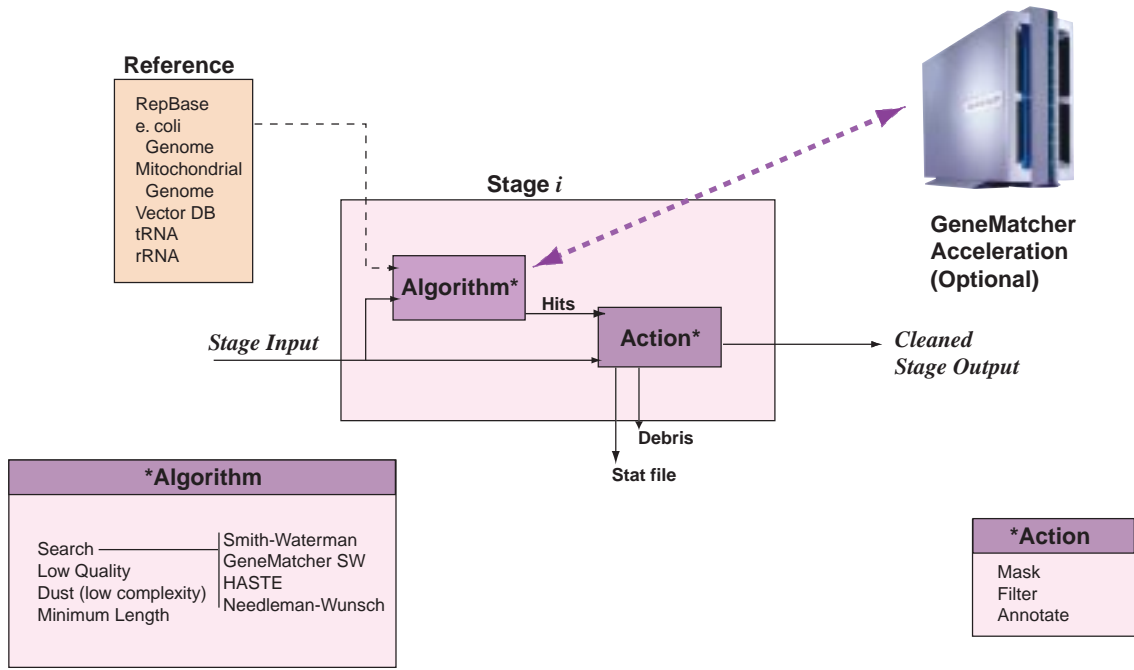 Reference
RepBase
e. coli
Genome
Mitochondrial
Genome
Vector DB
tRNA
rRNA
GeneMatcher
Acceleration
(Optional)
Stage i
Algorithm*
Hits
Action*
Stage Input
Cleaned
Stage Output
Debris
Stat file
*Algorithm
Search
Low Quality
Dust (low complexity)
Minimum Length
Smith-Waterman
GeneMatcher SW
HASTE
Needleman-Wunsch
*Action
Mask
Filter
Annotate